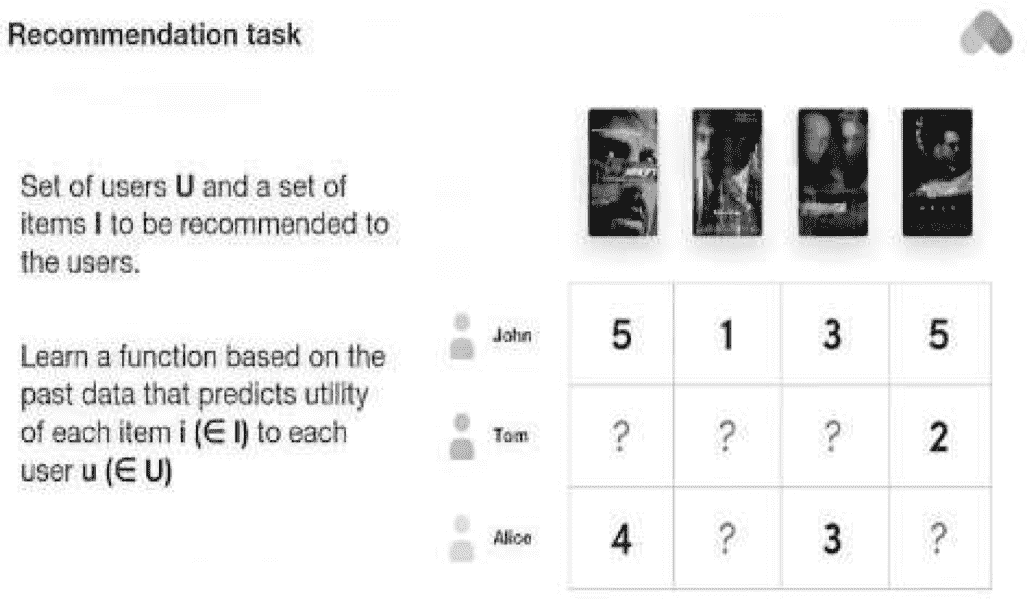 Recommendation task
Set of users U and a set of
items I to be recommended to
the users.
Learn a function based on the
past data that predicts utility
of each item i (∈ I) to each
user u (∈ U)
John 5 1 3 5
Tom ? ? ? 2
Alice 4 ? 3 ?